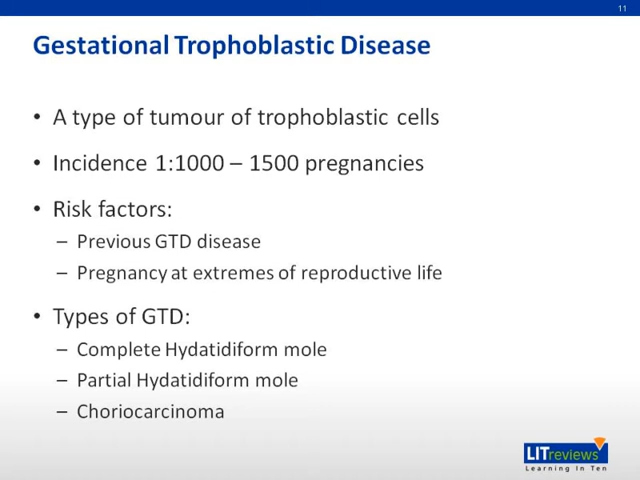 11
Gestational Trophoblastic Disease
• A type of tumour of trophoblastic cells
• Incidence 1:1000 – 1500 pregnancies
• Risk factors:
– Previous GTD disease
– Pregnancy at extremes of reproductive life
• Types of GTD:
– Complete Hydatidiform mole
– Partial Hydatidiform mole
– Choriocarcinoma
LITreviews
Learning In Ten